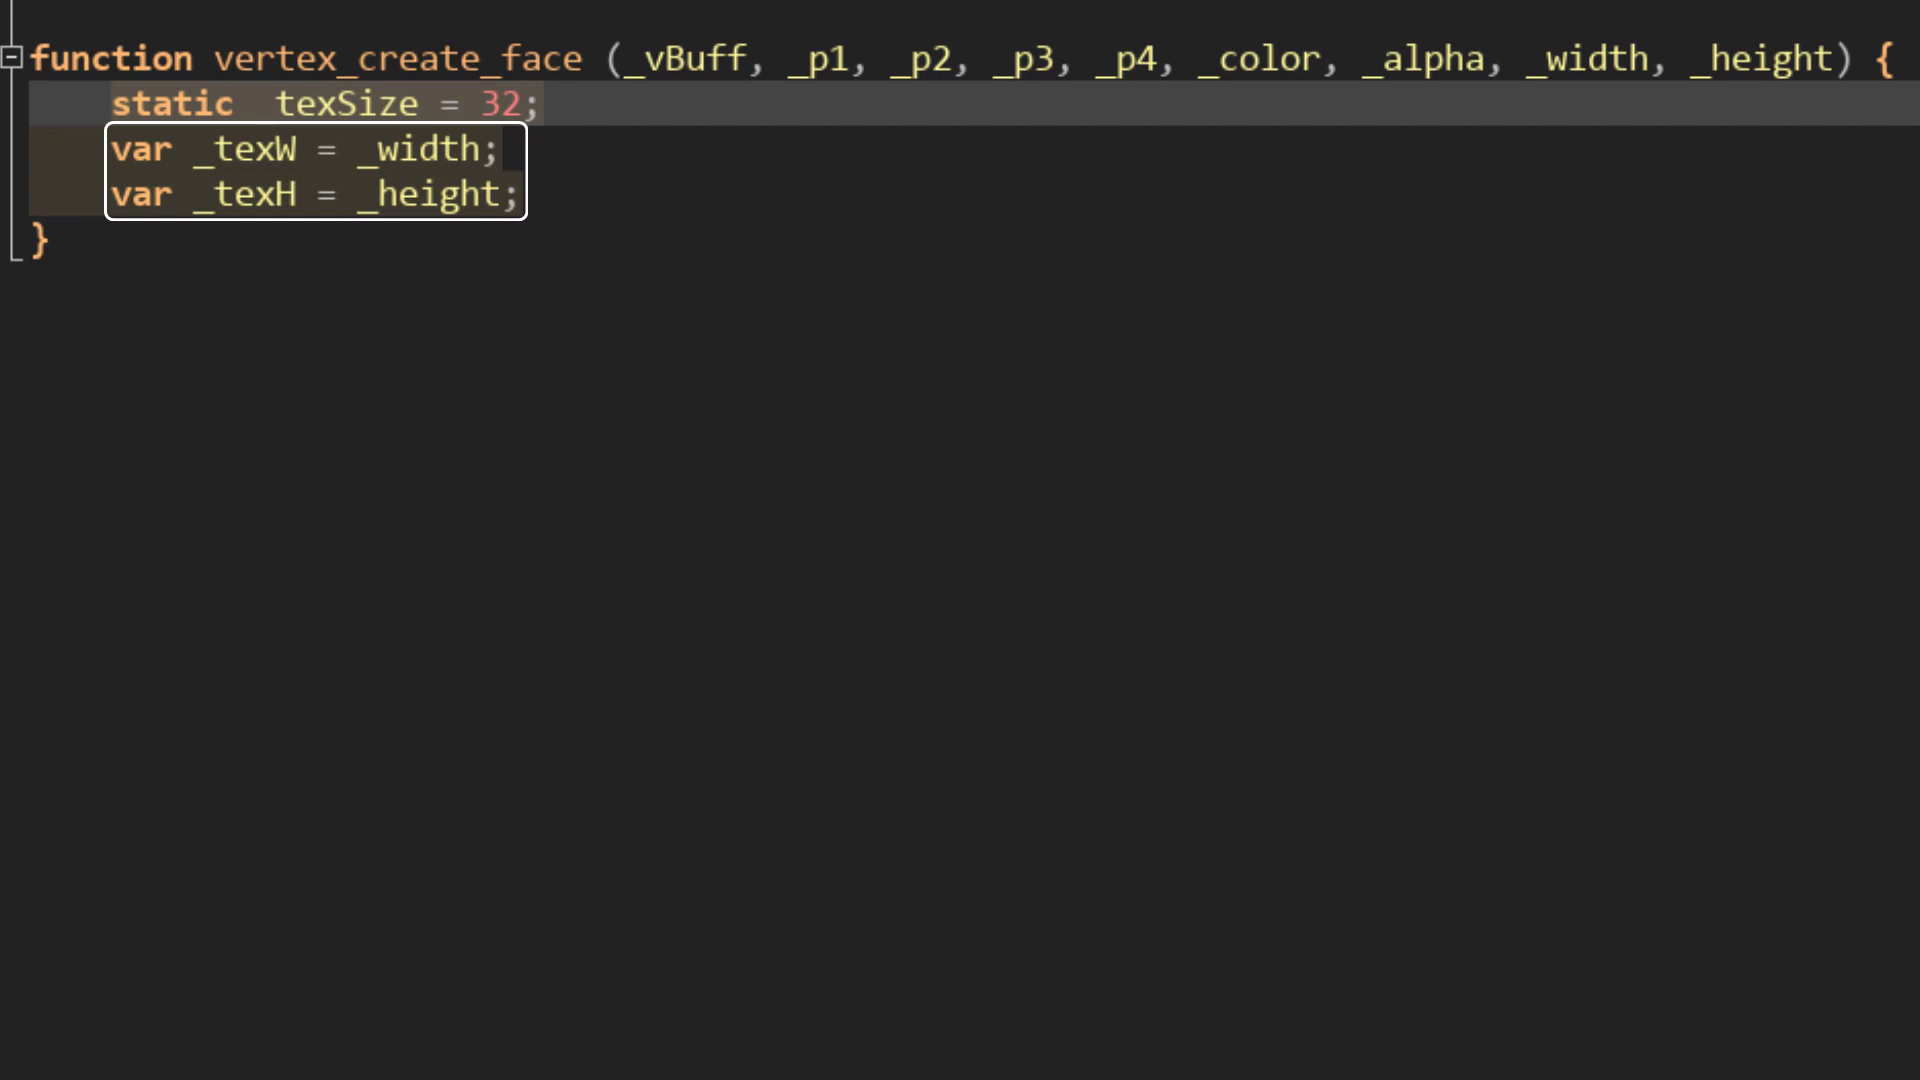 function vertex_create_face (_vBuff, _p1, _p2, _p3, _p4, _color, _alpha, _width, _height) {
static _texSize = 32;
var _texW = _width;
var _texH = _height;
}